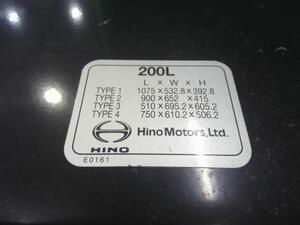 200L
L × W × H
TYPE 1 1075×532.8×392.8
TYPE 2 900×652 ×415
TYPE 3 510×695.2×605.2
TYPE 4 750×610.2×506.2
HINO
Hino Motors, Ltd.
E0161